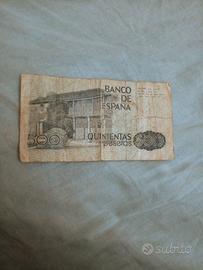 BANCO
DE
ESPAÑA
QUINIENTAS
PESETAS
subito